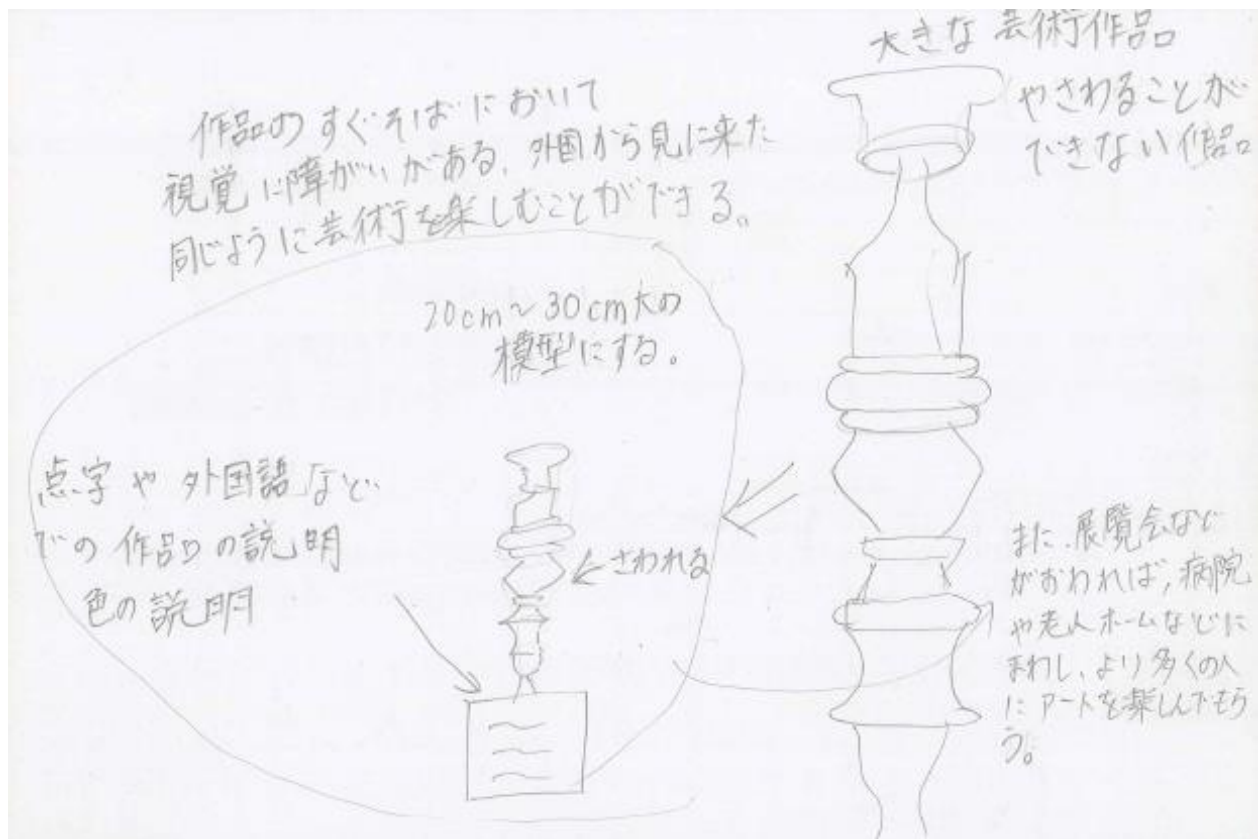 大きな 芸術作品
やさわることが
できない作品
作品のすぐそばにおいて
視覚に障がいがある、外国から見に来た
同じように芸術を楽しむことができる。
20cm～30cm大の
模型にする。
点字や外国語など
での作品の説明
色の説明
さわれる
また、展覧会など
がおわれば、病院
や老人ホームなどに
まわし、より多くの人
にアートを楽しんでもら
う。